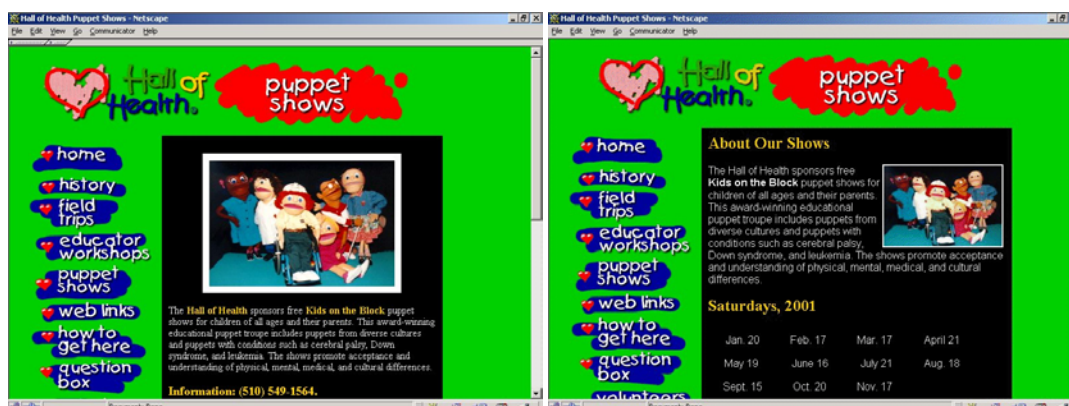 Hall of Health Puppet Shows - Netscape
File Edit View Go Communicator Help
Hall of
Health.
puppet
shows
home
history
field
trips
educator
workshops
puppet
shows
web links
how to
get here
question
box
The Hall of Health sponsors free Kids on the Block puppet
shows for children of all ages and their parents. This award-winning
educational puppet troupe includes puppets from diverse cultures
and puppets with conditions such as cerebral palsy, Down
syndrome, and leukemia. The shows promote acceptance and
understanding of physical, mental, medical, and cultural differences.
Information: (510) 549-1564.
Hall of Health Puppet Shows - Netscape
File Edit View Go Communicator Help
Hall of
Health.
puppet
shows
home
history
field
trips
educator
workshops
puppet
shows
web links
how to
get here
question
box
volunteers
About Our Shows
The Hall of Health sponsors free
Kids on the Block puppet shows for
children of all ages and their parents.
This award-winning educational
puppet troupe includes puppets from
diverse cultures and puppets with
conditions such as cerebral palsy,
Down syndrome, and leukemia. The shows promote acceptance
and understanding of physical, mental, medical, and cultural
differences.
Saturdays, 2001
Jan. 20 Feb. 17 Mar. 17 April 21
May 19 June 16 July 21 Aug. 18
Sept. 15 Oct. 20 Nov. 17